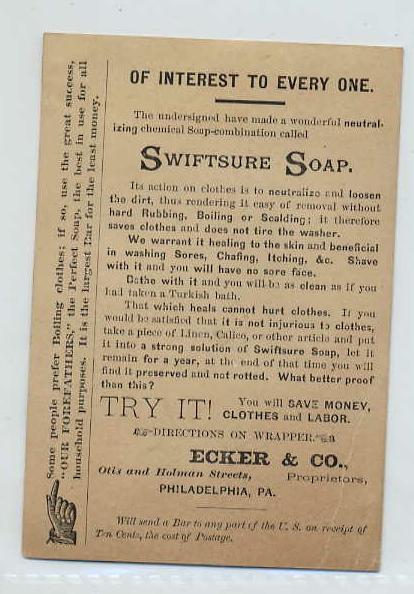 OF INTEREST TO EVERY ONE.
The undersigned have made a wonderful neutral-
izing chemical Soap-combination called
SWIFTSURE SOAP.
Its action on clothes is to neutralize and loosen
the dirt, thus rendering it easy of removal without
hard Rubbing, Boiling or Scalding; it therefore
saves clothes and does not tire the washer.
We warrant it healing to the skin and beneficial
in washing Sores, Chafing, Itching, &c. Shave
with it and you will have no sore face.
Bathe with it and you will be as clean as if you
had taken a Turkish bath.
That which heals cannot hurt clothes. If you
would be satisfied that it is not injurious to clothes,
take a piece of Linen, Calico, or other article and put
it into a strong solution of Swiftsure Soap, let it
remain for a year, at the end of that time you will
find it preserved and not rotted. What better proof
than this?
TRY IT! You will SAVE MONEY,
CLOTHES and LABOR.
DIRECTIONS ON WRAPPER.
ECKER & CO.,
Otis and Holman Streets, Proprietors,
PHILADELPHIA, PA.
Will send a Bar to any part of the U. S. on receipt of
Ten Cents, the cost of Postage.
Some people prefer Boiling clothes; if so, use the great success,
"OUR FOREFATHERS," the Perfect Soap, the best in use for all
household purposes. It is the largest Bar for the least money.